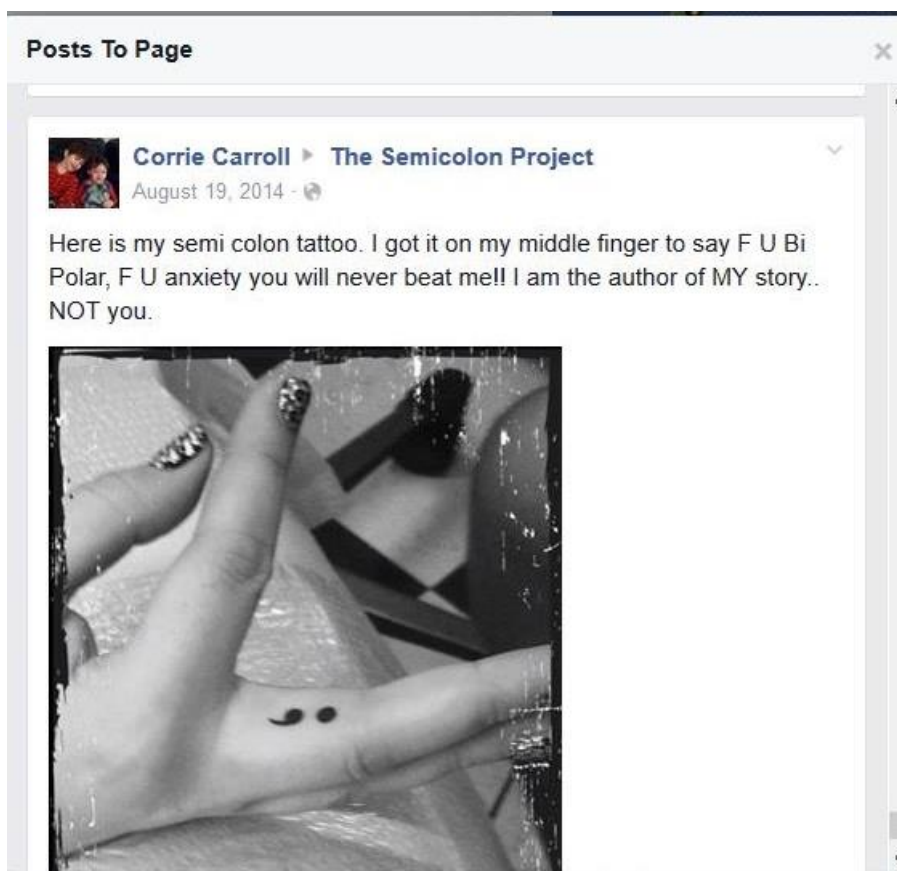 Posts To Page
Corrie Carroll ▸ The Semicolon Project
August 19, 2014 ·
Here is my semi colon tattoo. I got it on my middle finger to say F U Bi
Polar, F U anxiety you will never beat me!! I am the author of MY story..
NOT you.
;